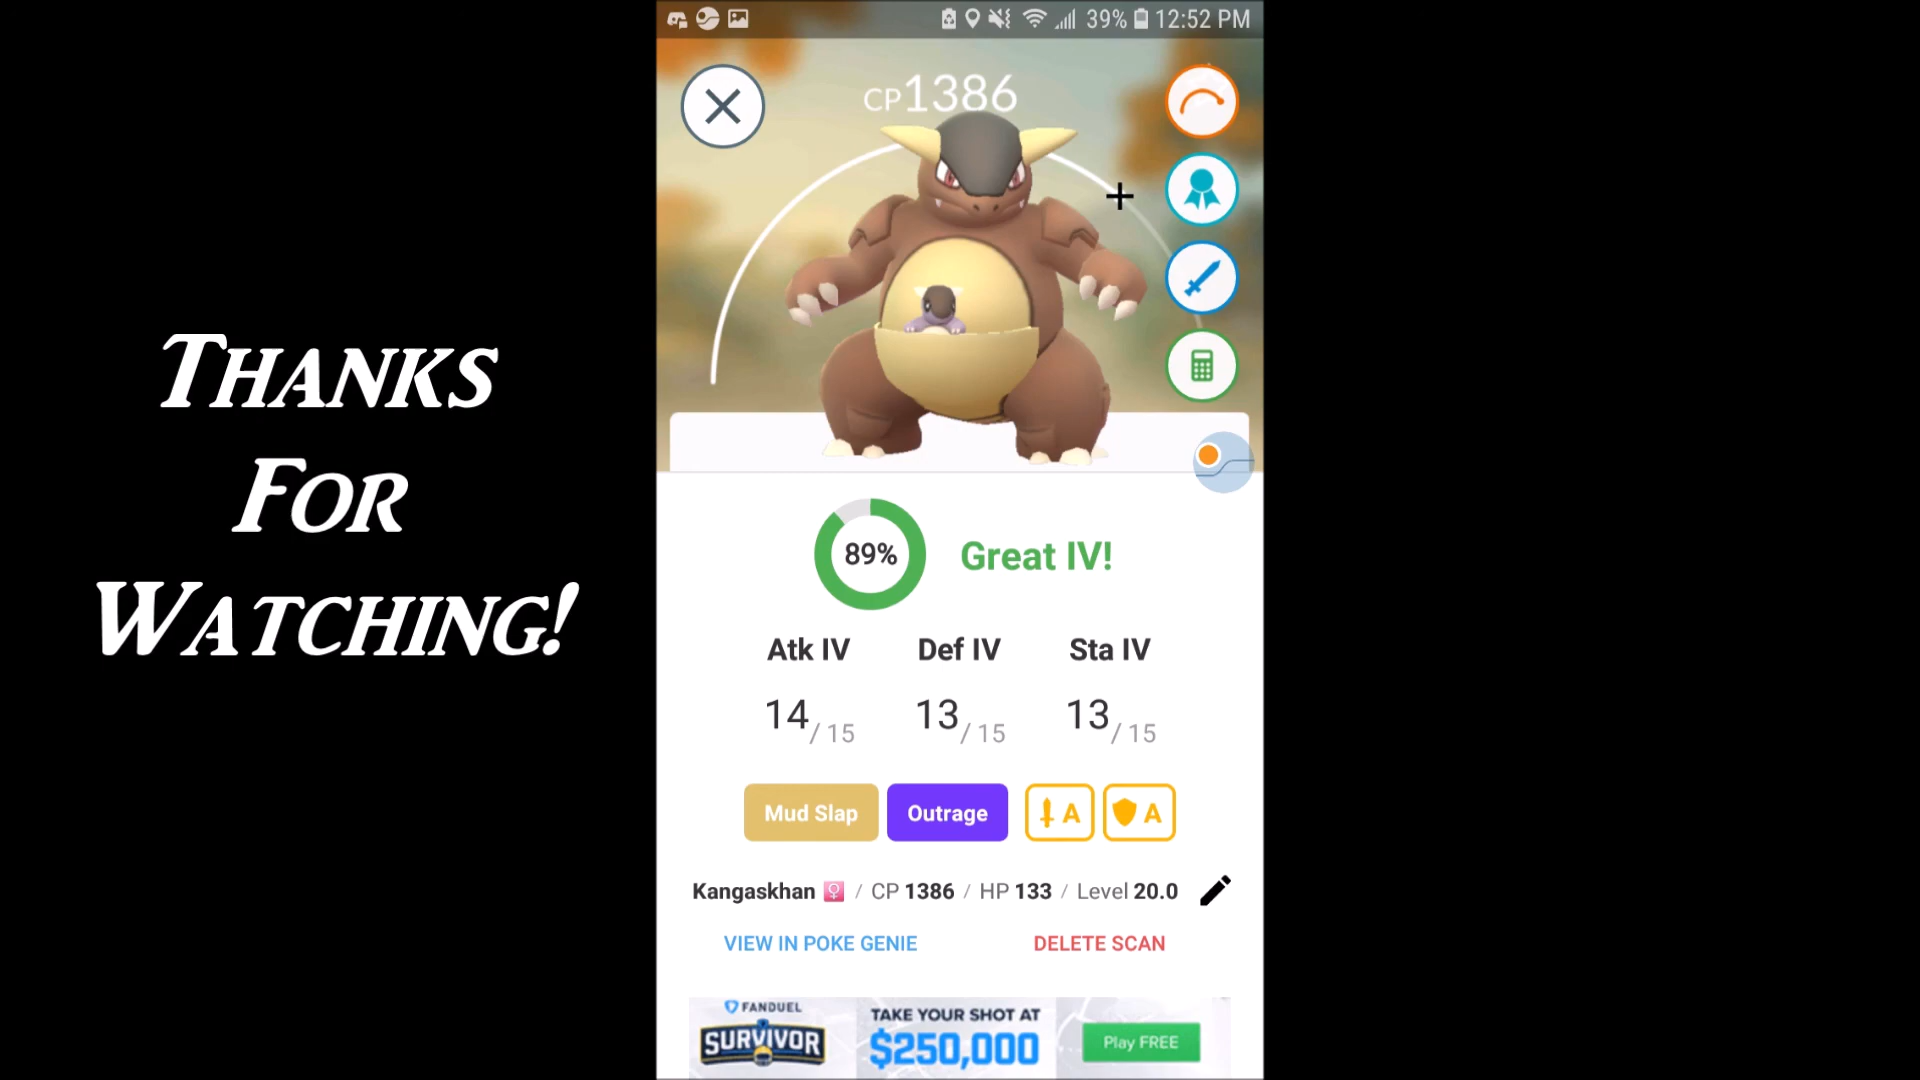 THANKS
FOR
WATCHING!
39% 12:52 PM
CP1386
89% Great IV!
Atk IV Def IV Sta IV
14/15 13/15 13/15
Mud Slap Outrage A A
Kangaskhan ♀ / CP 1386 / HP 133 / Level 20.0
VIEW IN POKE GENIE DELETE SCAN
FANDUEL
SURVIVOR
TAKE YOUR SHOT AT
$250,000
Play FREE